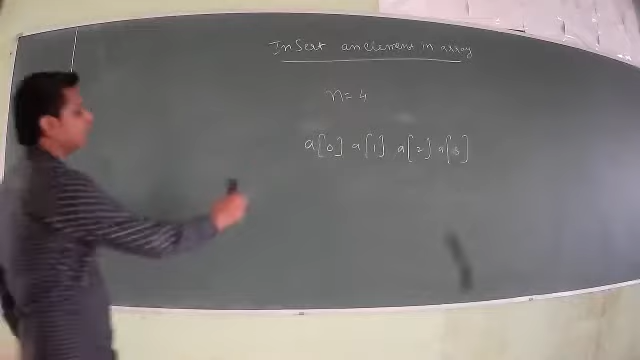 InSert an element in array
n= 4
a[0] a[1] a[2] a[3]